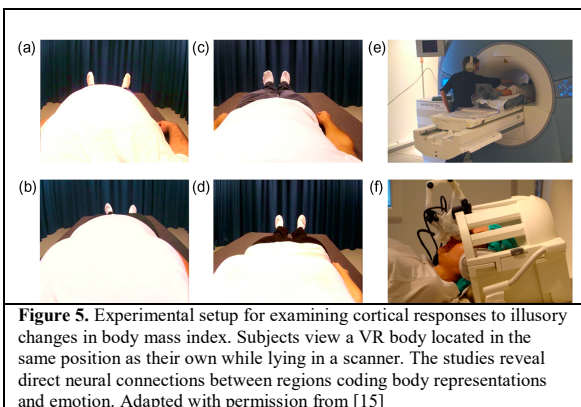 (a)
(c)
(e)
(b)
(d)
(f)
Figure 5. Experimental setup for examining cortical responses to illusory
changes in body mass index. Subjects view a VR body located in the
same position as their own while lying in a scanner. The studies reveal
direct neural connections between regions coding body representations
and emotion. Adapted with permission from [15]